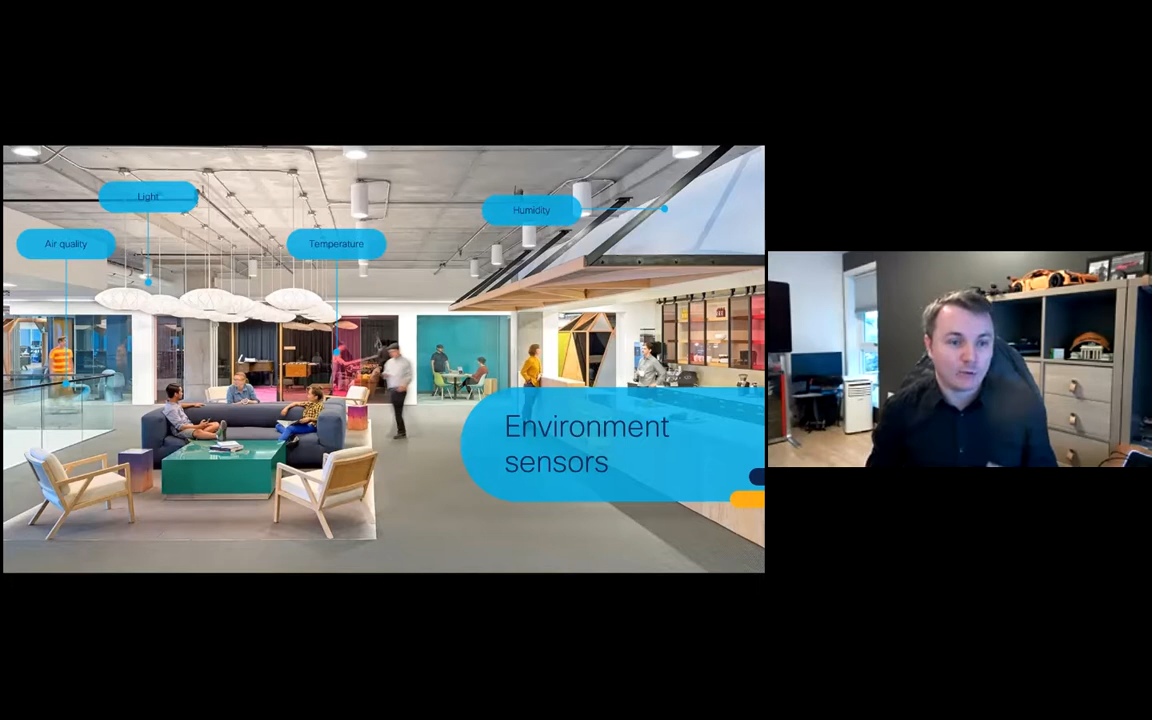 Light
Humidity
Air quality
Temperature
Environment
sensors